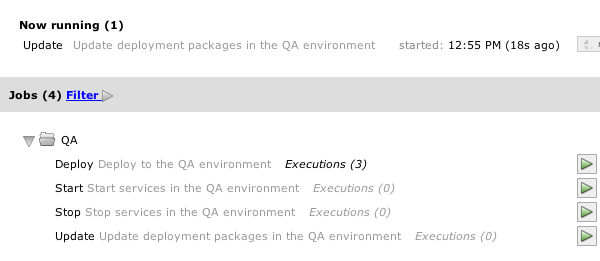 Now running (1)
Update Update deployment packages in the QA environment started: 12:55 PM (18s ago)
Jobs (4) Filter
QA
Deploy Deploy to the QA environment Executions (3)
Start Start services in the QA environment Executions (0)
Stop Stop services in the QA environment Executions (0)
Update Update deployment packages in the QA environment Executions (0)